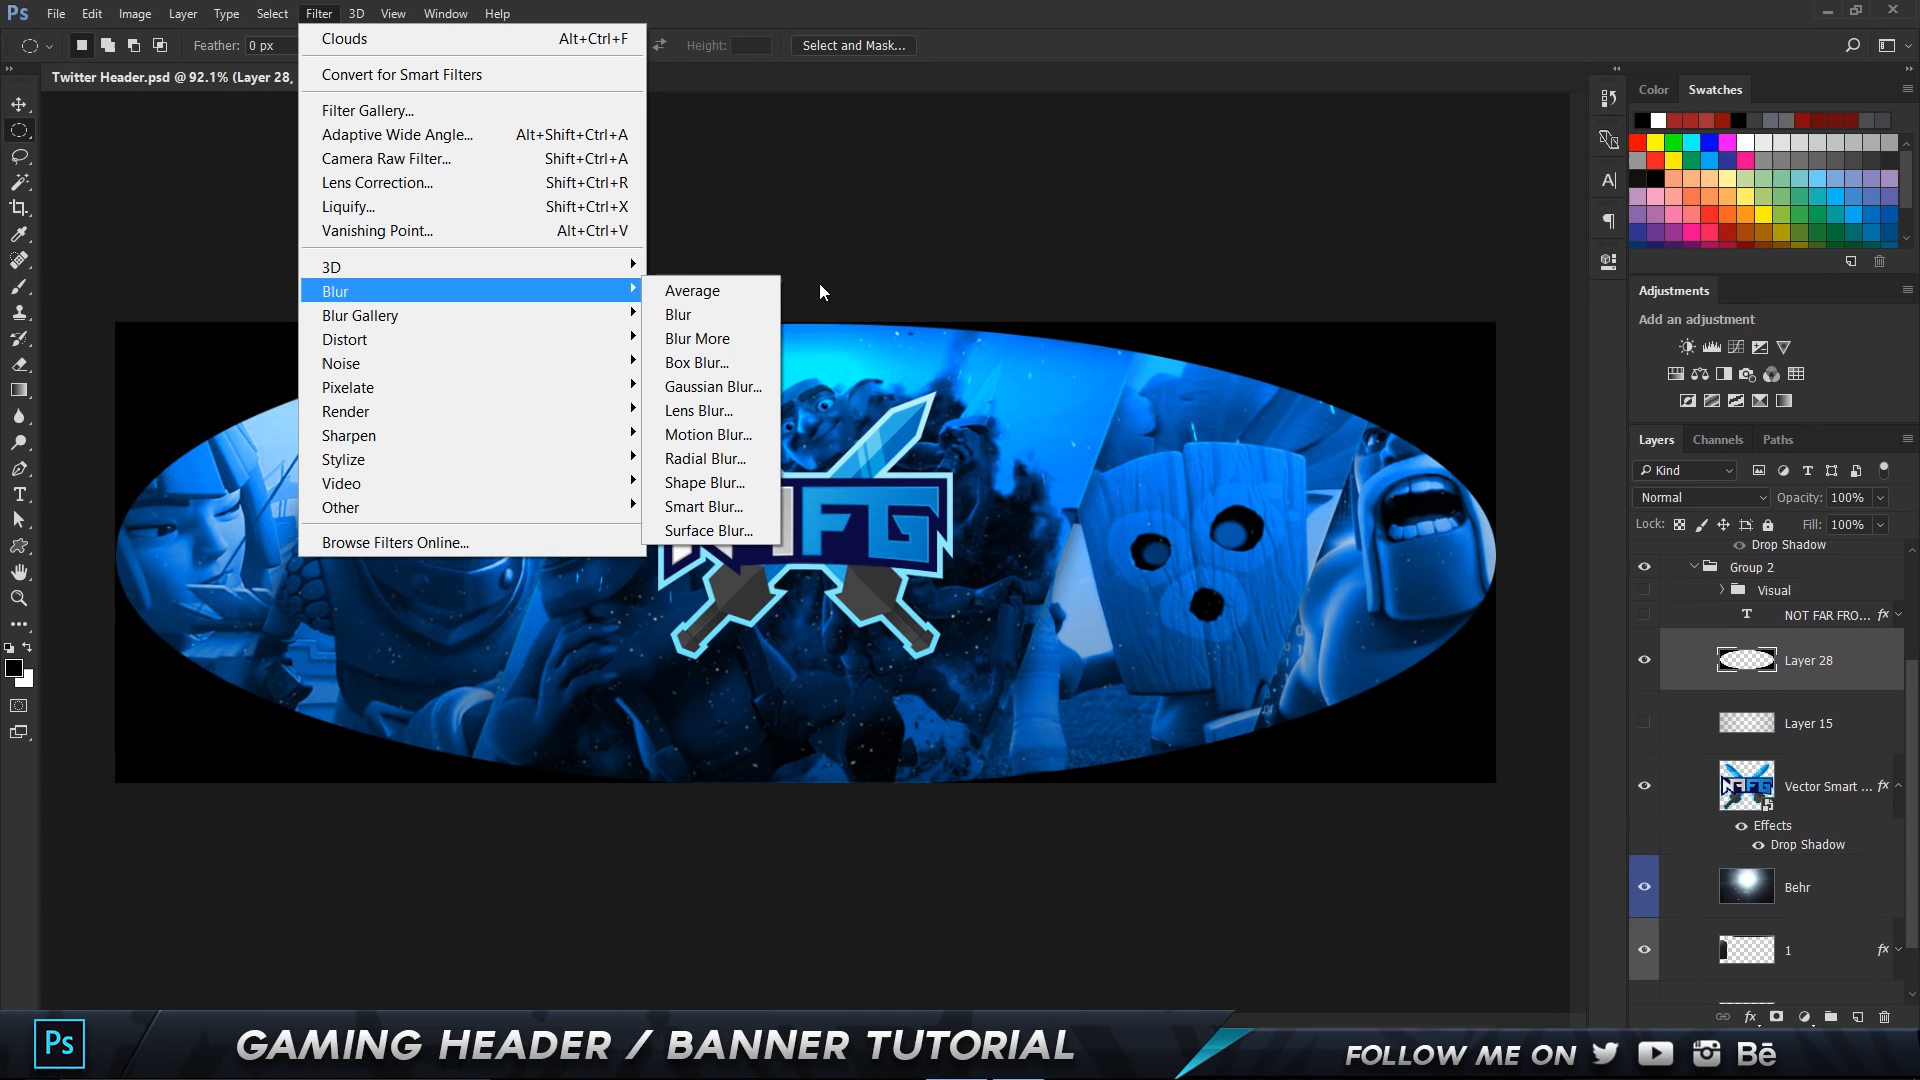 Ps File Edit Image Layer Type Select Filter 3D View Window Help
Feather: 0 px
Height:
Select and Mask...
Twitter Header.psd @ 92.1% (Layer 28,
Clouds Alt+Ctrl+F
Convert for Smart Filters
Filter Gallery...
Adaptive Wide Angle... Alt+Shift+Ctrl+A
Camera Raw Filter... Shift+Ctrl+A
Lens Correction... Shift+Ctrl+R
Liquify... Shift+Ctrl+X
Vanishing Point... Alt+Ctrl+V
3D
Blur
Blur Gallery
Distort
Noise
Pixelate
Render
Sharpen
Stylize
Video
Other
Browse Filters Online...
Average
Blur
Blur More
Box Blur...
Gaussian Blur...
Lens Blur...
Motion Blur...
Radial Blur...
Shape Blur...
Smart Blur...
Surface Blur...
FG
Color Swatches
Adjustments
Add an adjustment
Layers Channels Paths
Kind
Normal Opacity: 100%
Lock: Fill: 100%
Drop Shadow
Group 2
Visual
NOT FAR FRO... fx
Layer 28
Layer 15
Vector Smart ... fx
Effects
Drop Shadow
Behr
1 fx
fx
Ps GAMING HEADER / BANNER TUTORIAL
FOLLOW ME ON Bē